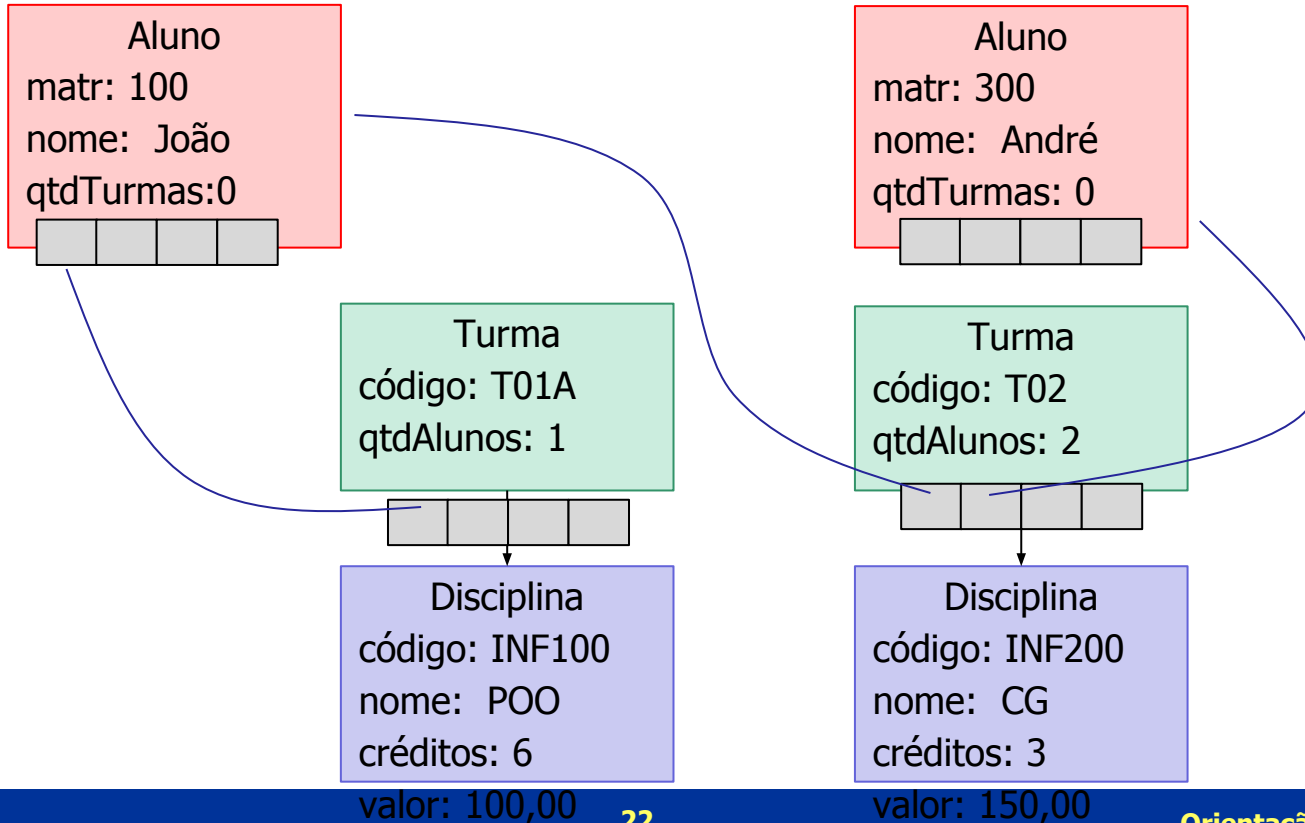 Aluno
matr: 100
nome: João
qtdTurmas:0
Aluno
matr: 300
nome: André
qtdTurmas: 0
Turma
código: T01A
qtdAlunos: 1
Turma
código: T02
qtdAlunos: 2
Disciplina
código: INF100
nome: POO
créditos: 6
valor: 100,00
Disciplina
código: INF200
nome: CG
créditos: 3
valor: 150,00
22